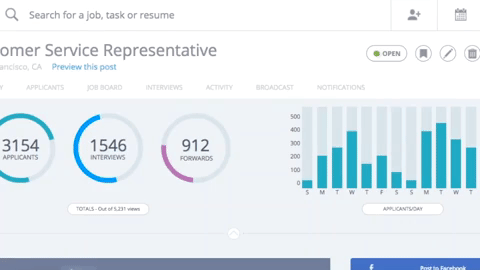 Search for a job, task or resume
omer Service Representative
OPEN
ancisco, CA Preview this post
Y APPLICANTS JOB BOARD INTERVIEWS ACTIVITY BROADCAST NOTIFICATIONS
3154
APPLICANTS
1546
INTERVIEWS
912
FORWARDS
500
400
300
200
100
0
S M T W T F S S M T W T
TOTALS - Out of 5,231 views
APPLICANTS/DAY
f Post to Facebook